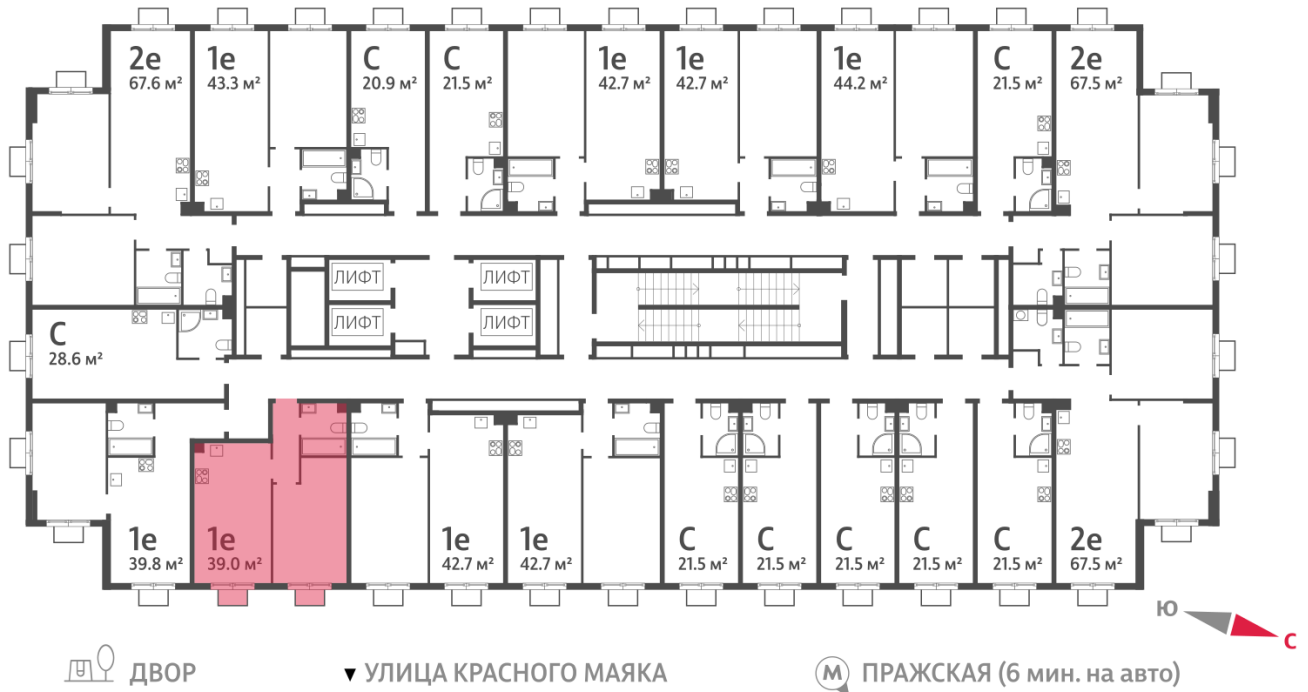 2е
67.6 м²
1е
43.3 м²
С
20.9 м²
С
21.5 м²
1е
42.7 м²
1е
42.7 м²
1е
44.2 м²
С
21.5 м²
2е
67.5 м²
ЛИФТ
ЛИФТ
ЛИФТ
ЛИФТ
С
28.6 м²
1е
39.8 м²
1е
39.0 м²
1е
42.7 м²
1е
42.7 м²
С
21.5 м²
С
21.5 м²
С
21.5 м²
С
21.5 м²
С
21.5 м²
2е
67.5 м²
Ю
С
ДВОР
▼ УЛИЦА КРАСНОГО МАЯКА
М ПРАЖСКАЯ (6 мин. на авто)